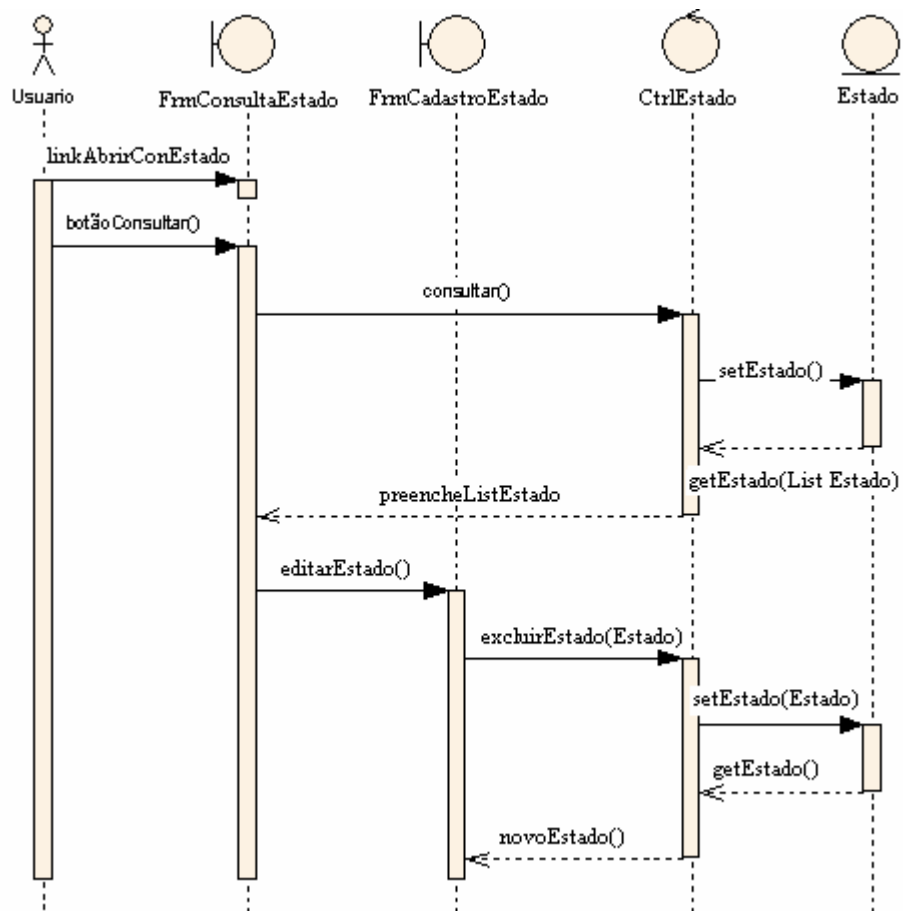 Usuario
FrmConsultaEstado
FrmCadastroEstado
CtrlEstado
Estado
linkAbrirConEstado
botãoConsultar()
consultar()
setEstado()
getEstado(List Estado)
preencheListEstado
editarEstado()
excluirEstado(Estado)
setEstado(Estado)
getEstado()
novoEstado()